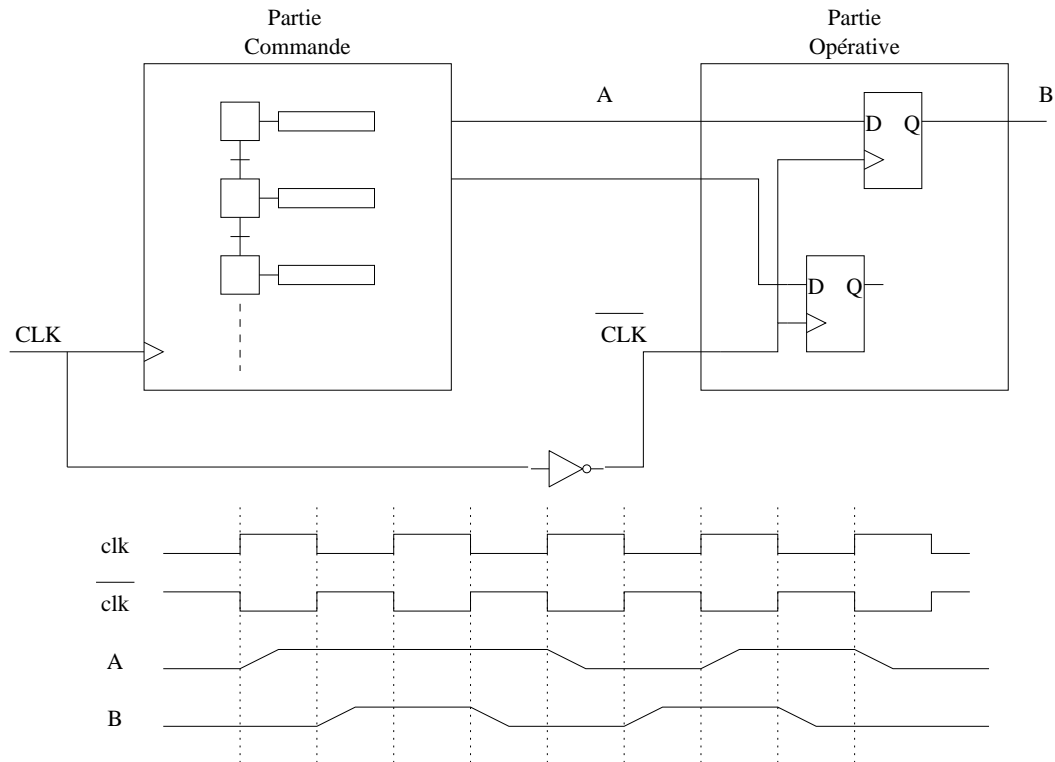 Partie
Commande
Partie
Opérative
A
B
D Q
D Q
CLK
CLK
clk
clk
A
B